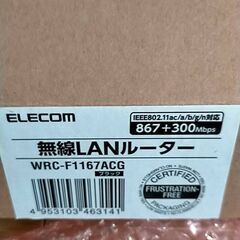 ELECOM
IEEE802.11ac/a/b/g/n対応
867+300Mbps
無線LANルーター
WRC-F1167ACG
ブラック
CERTIFIED
FRUSTRATION-FREE
PACKAGING
4 953103 463141